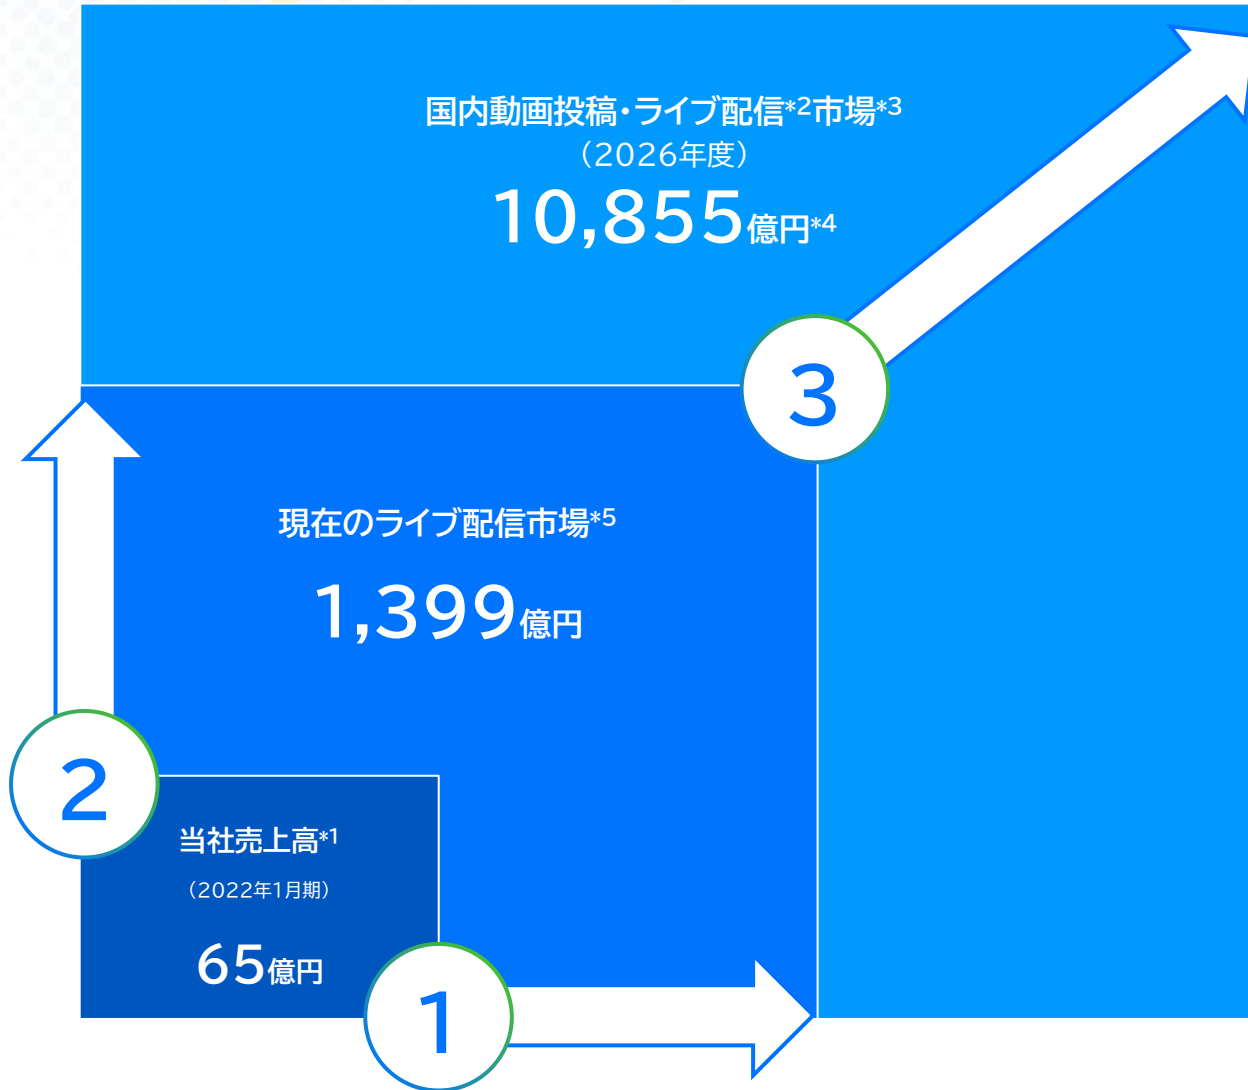 国内動画投稿・ライブ配信*2市場*3
（2026年度）
10,855億円*4
3
現在のライブ配信市場*5
1,399億円
2
当社売上高*1
（2022年1月期）
65億円
1